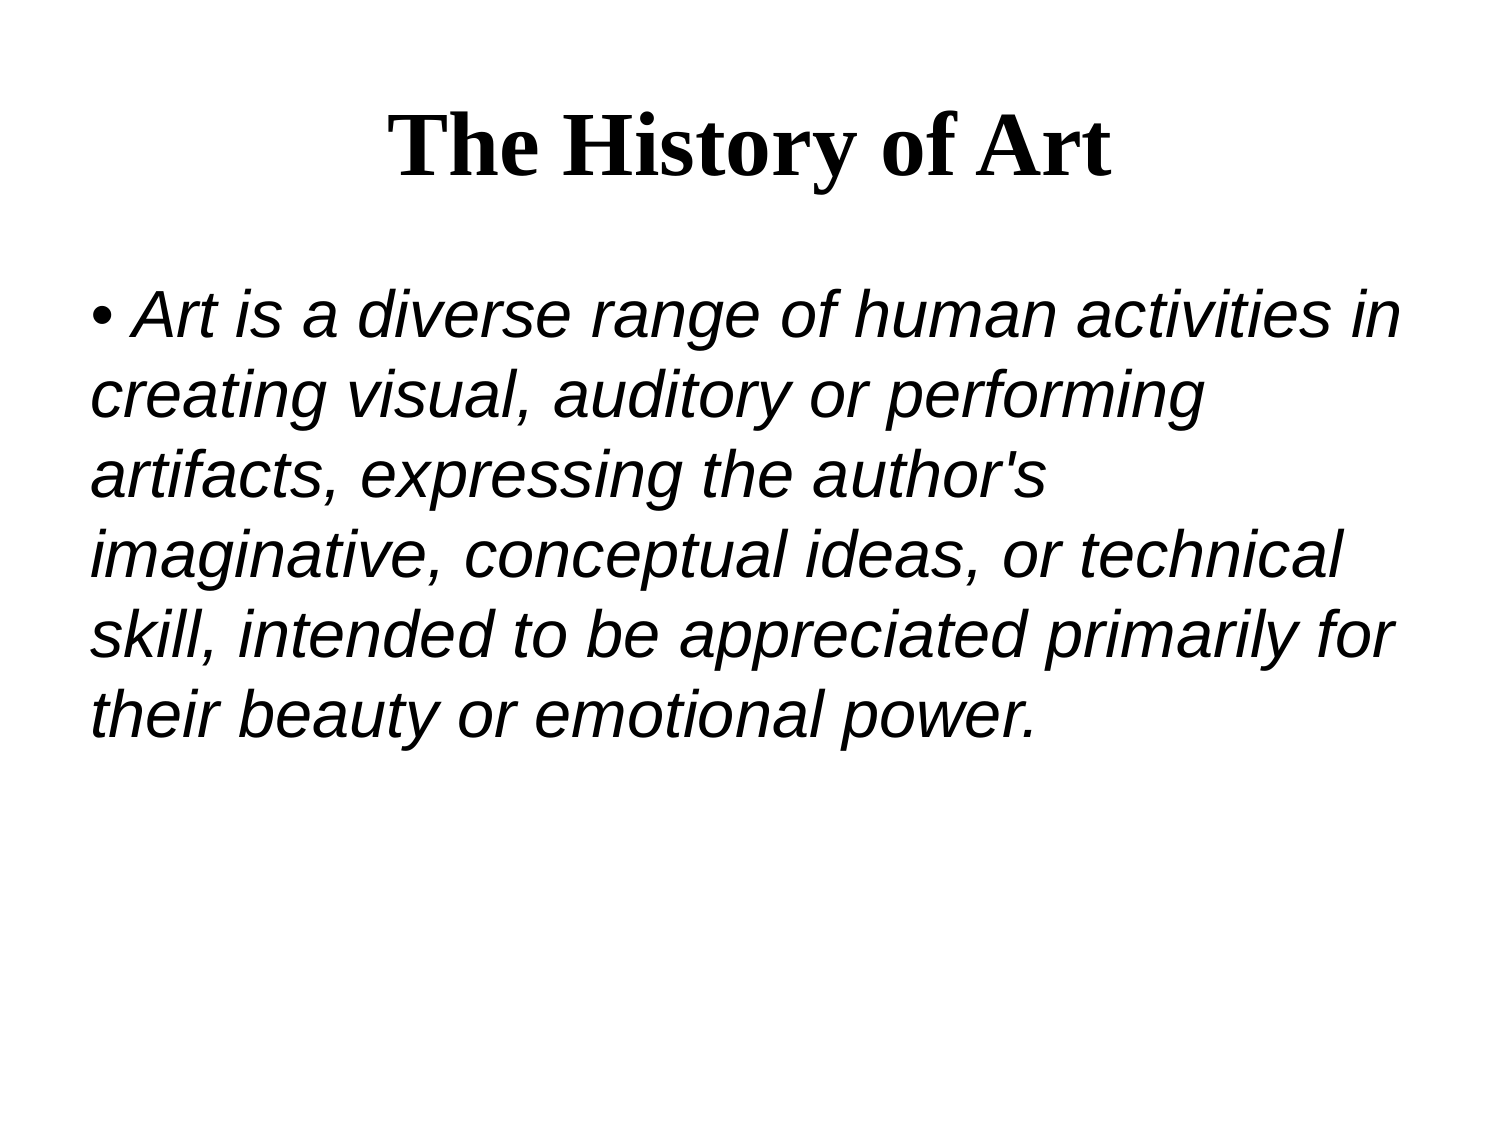 The History of Art
• Art is a diverse range of human activities in
creating visual, auditory or performing
artifacts, expressing the author's
imaginative, conceptual ideas, or technical
skill, intended to be appreciated primarily for
their beauty or emotional power.